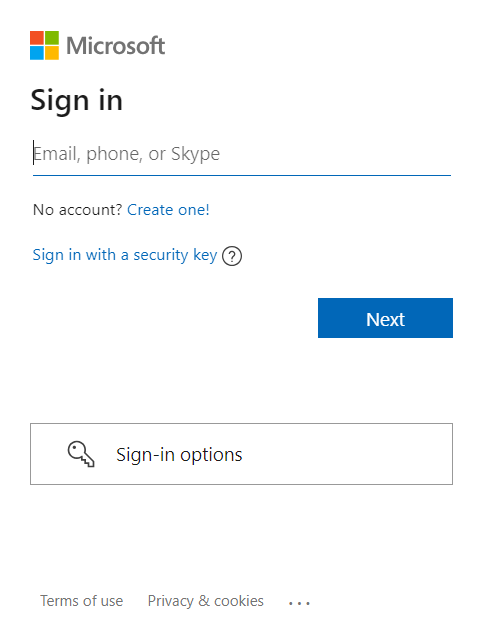 Microsoft
Sign in
Email, phone, or Skype
No account? Create one!
Sign in with a security key ?
Next
Sign-in options
Terms of use Privacy & cookies ...